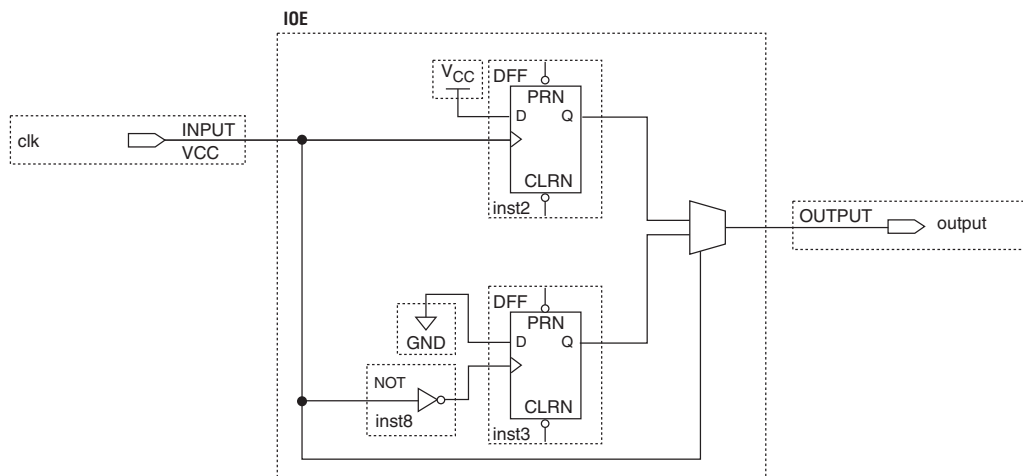 IOE
VCC
DFF
PRN
D Q
CLRN
inst2
clk
INPUT
VCC
OUTPUT
output
GND
DFF
PRN
D Q
CLRN
inst3
NOT
inst8